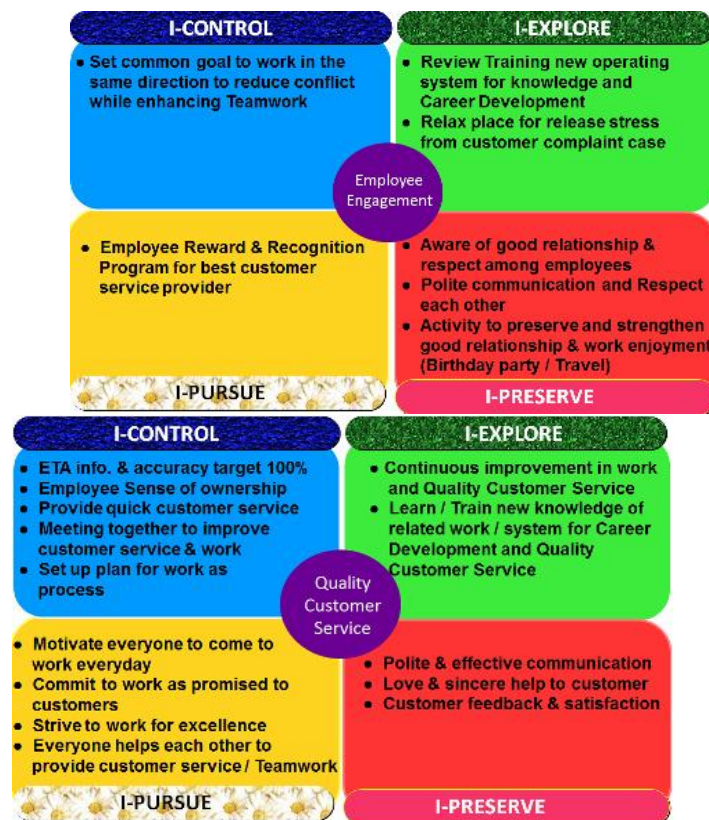 I-CONTROL
● Set common goal to work in the
same direction to reduce conflict
while enhancing Teamwork
I-EXPLORE
● Review Training new operating
system for knowledge and
Career Development
● Relax place for release stress
from customer complaint case
Employee
Engagement
● Employee Reward & Recognition
Program for best customer
service provider
I-PURSUE
● Aware of good relationship &
respect among employees
● Polite communication and Respect
each other
● Activity to preserve and strengthen
good relationship & work enjoyment
(Birthday party / Travel)
I-PRESERVE
I-CONTROL
● ETA info. & accuracy target 100%
● Employee Sense of ownership
● Provide quick customer service
● Meeting together to improve
customer service & work
● Set up plan for work as
process
I-EXPLORE
● Continuous improvement in work
and Quality Customer Service
● Learn / Train new knowledge of
related work / system for Career
Development and Quality
Customer Service
Quality
Customer
Service
● Motivate everyone to come to
work everyday
● Commit to work as promised to
customers
● Strive to work for excellence
● Everyone helps each other to
provide customer service / Teamwork
I-PURSUE
● Polite & effective communication
● Love & sincere help to customer
● Customer feedback & satisfaction
I-PRESERVE